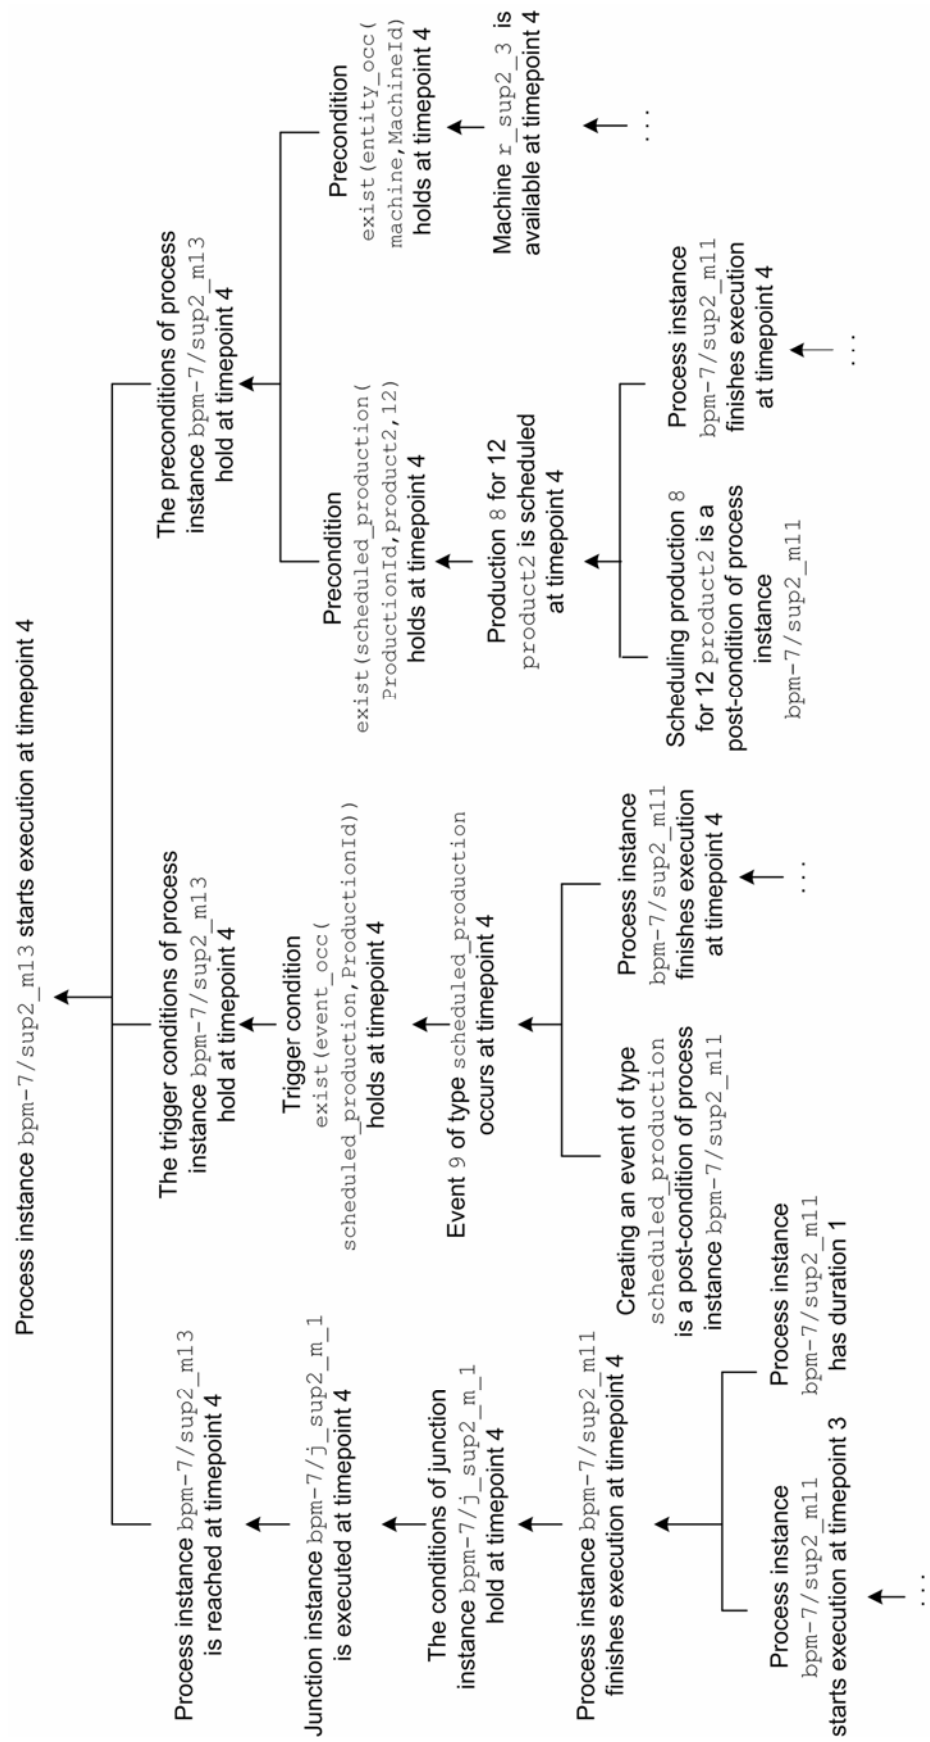 Process instance bpm-7/sup2_m13 starts execution at timepoint 4
Process instance bpm-7/sup2_m13
is reached at timepoint 4
Junction instance bpm-7/j_sup2_m_1
is executed at timepoint 4
The conditions of junction
instance bpm-7/j_sup2_m_1
hold at timepoint 4
Process instance bpm-7/sup2_m11
finishes execution at timepoint 4
Process instance
bpm-7/sup2_m11
starts execution at timepoint 3
...
Process instance
bpm-7/sup2_m11
has duration 1
The trigger conditions of process
instance bpm-7/sup2_m13
hold at timepoint 4
Trigger condition
exist(event_occ(
scheduled_production,ProductionId))
holds at timepoint 4
Event 9 of type scheduled_production
occurs at timepoint 4
Creating an event of type
scheduled_production
is a post-condition of process
instance bpm-7/sup2_m11
Process instance
bpm-7/sup2_m11
finishes execution
at timepoint 4
...
The preconditions of process
instance bpm-7/sup2_m13
hold at timepoint 4
Precondition
exist(scheduled_production(
ProductionId,product2,12)
holds at timepoint 4
Production 8 for 12
product2 is scheduled
at timepoint 4
Scheduling production 8
for 12 product2 is a
post-condition of process
instance
bpm-7/sup2_m11
Process instance
bpm-7/sup2_m11
finishes execution
at timepoint 4
...
Precondition
exist(entity_occ(
machine,MachineId)
holds at timepoint 4
Machine r_sup2_3 is
available at timepoint 4
...